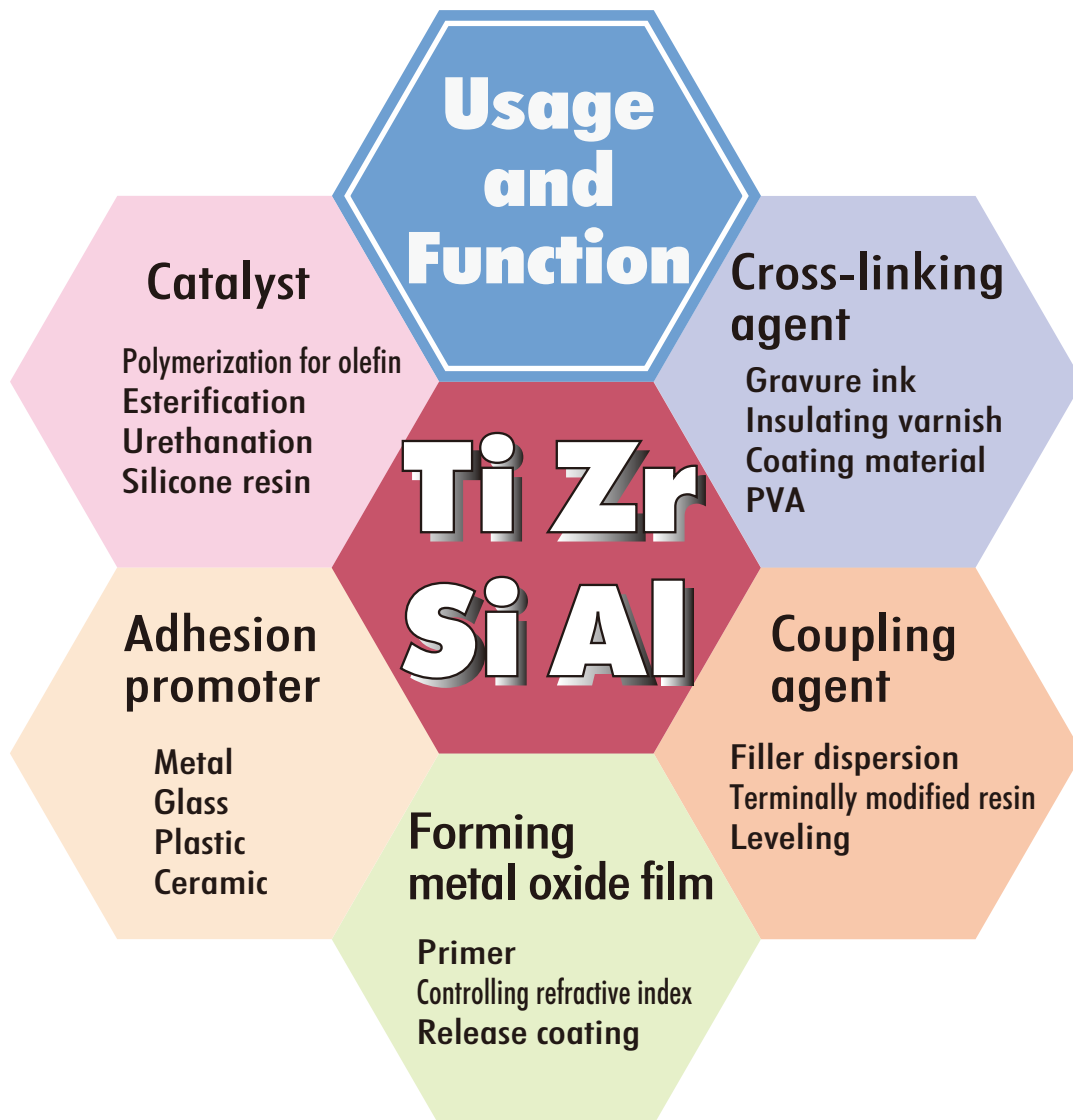 Usage
and
Function
Catalyst
Polymerization for olefin
Esterification
Urethanation
Silicone resin
Cross-linking
agent
Gravure ink
Insulating varnish
Coating material
PVA
Ti Zr
Si Al
Adhesion
promoter
Metal
Glass
Plastic
Ceramic
Coupling
agent
Filler dispersion
Terminally modified resin
Leveling
Forming
metal oxide film
Primer
Controlling refractive index
Release coating